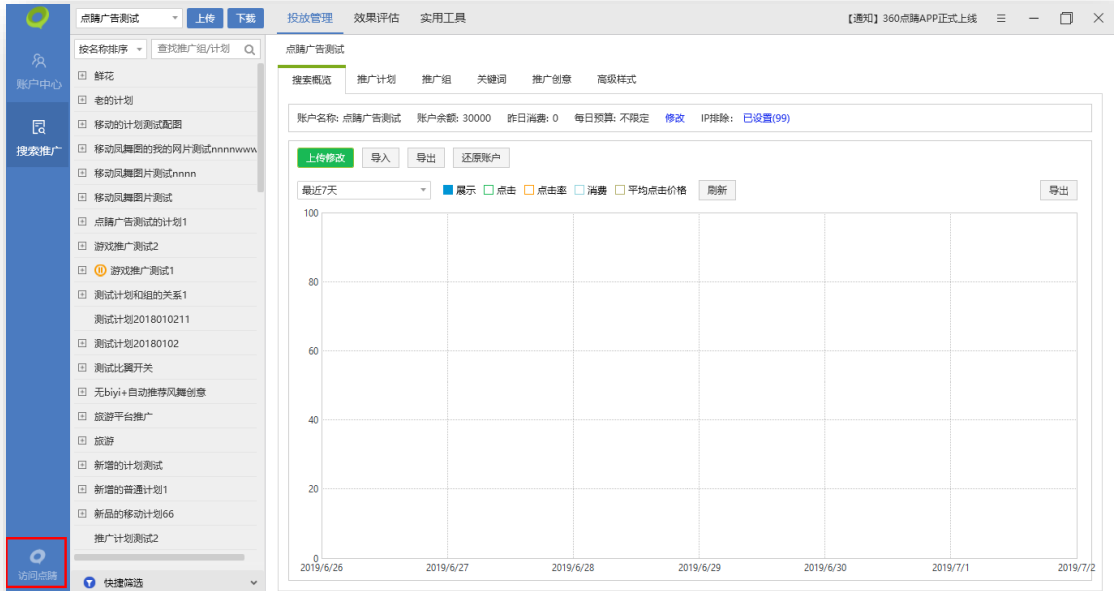 点睛广告测试 上传 下载 投放管理 效果评估 实用工具 【通知】360点睛APP正式上线
按名称排序 查找推广组/计划 点睛广告测试
账户中心
搜索推广
访问点睛
鲜花
老的计划
移动的计划测试配图
移动凤舞图的我的网片测试nnnnwww
移动凤舞图片测试nnnn
移动凤舞图片测试
点睛广告测试的计划1
游戏推广测试2
游戏推广测试1
测试计划和组的关系1
测试计划2018010211
测试计划20180102
测试比翼开关
无biyi+自动推荐风舞创意
旅游平台推广
旅游
新增的计划测试
新增的普通计划1
新品的移动计划66
推广计划测试2
快捷筛选
搜索概览 推广计划 推广组 关键词 推广创意 高级样式
账户名称: 点睛广告测试 账户余额: 30000 昨日消费: 0 每日预算: 不限定 修改 IP排除: 已设置(99)
上传修改 导入 导出 还原账户
最近7天 展示 点击 点击率 消费 平均点击价格 刷新 导出
100
80
60
40
20
0
2019/6/26 2019/6/27 2019/6/28 2019/6/29 2019/6/30 2019/7/1 2019/7/2